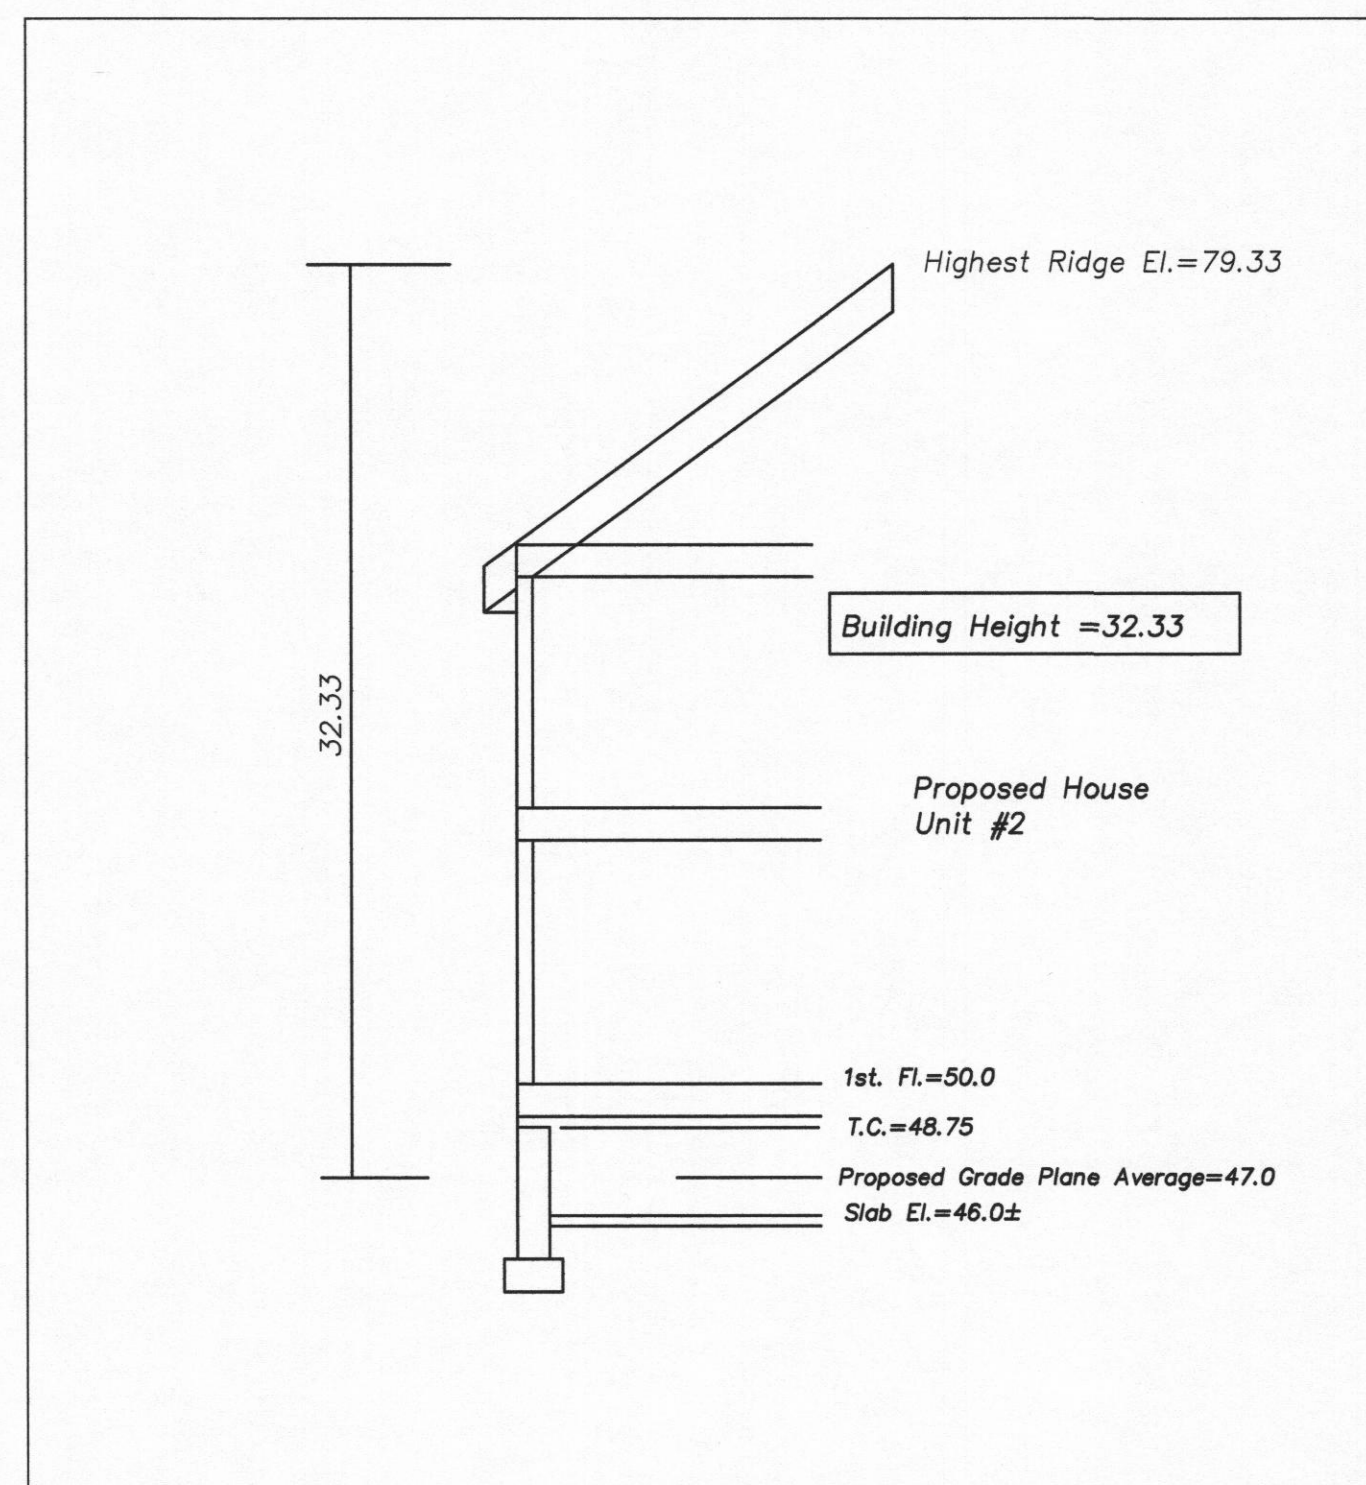 Highest Ridge El.=79.33
Building Height =32.33
32.33
Proposed House
Unit #2
1st. Fl.=50.0
T.C.=48.75
Proposed Grade Plane Average=47.0
Slab El.=46.0±